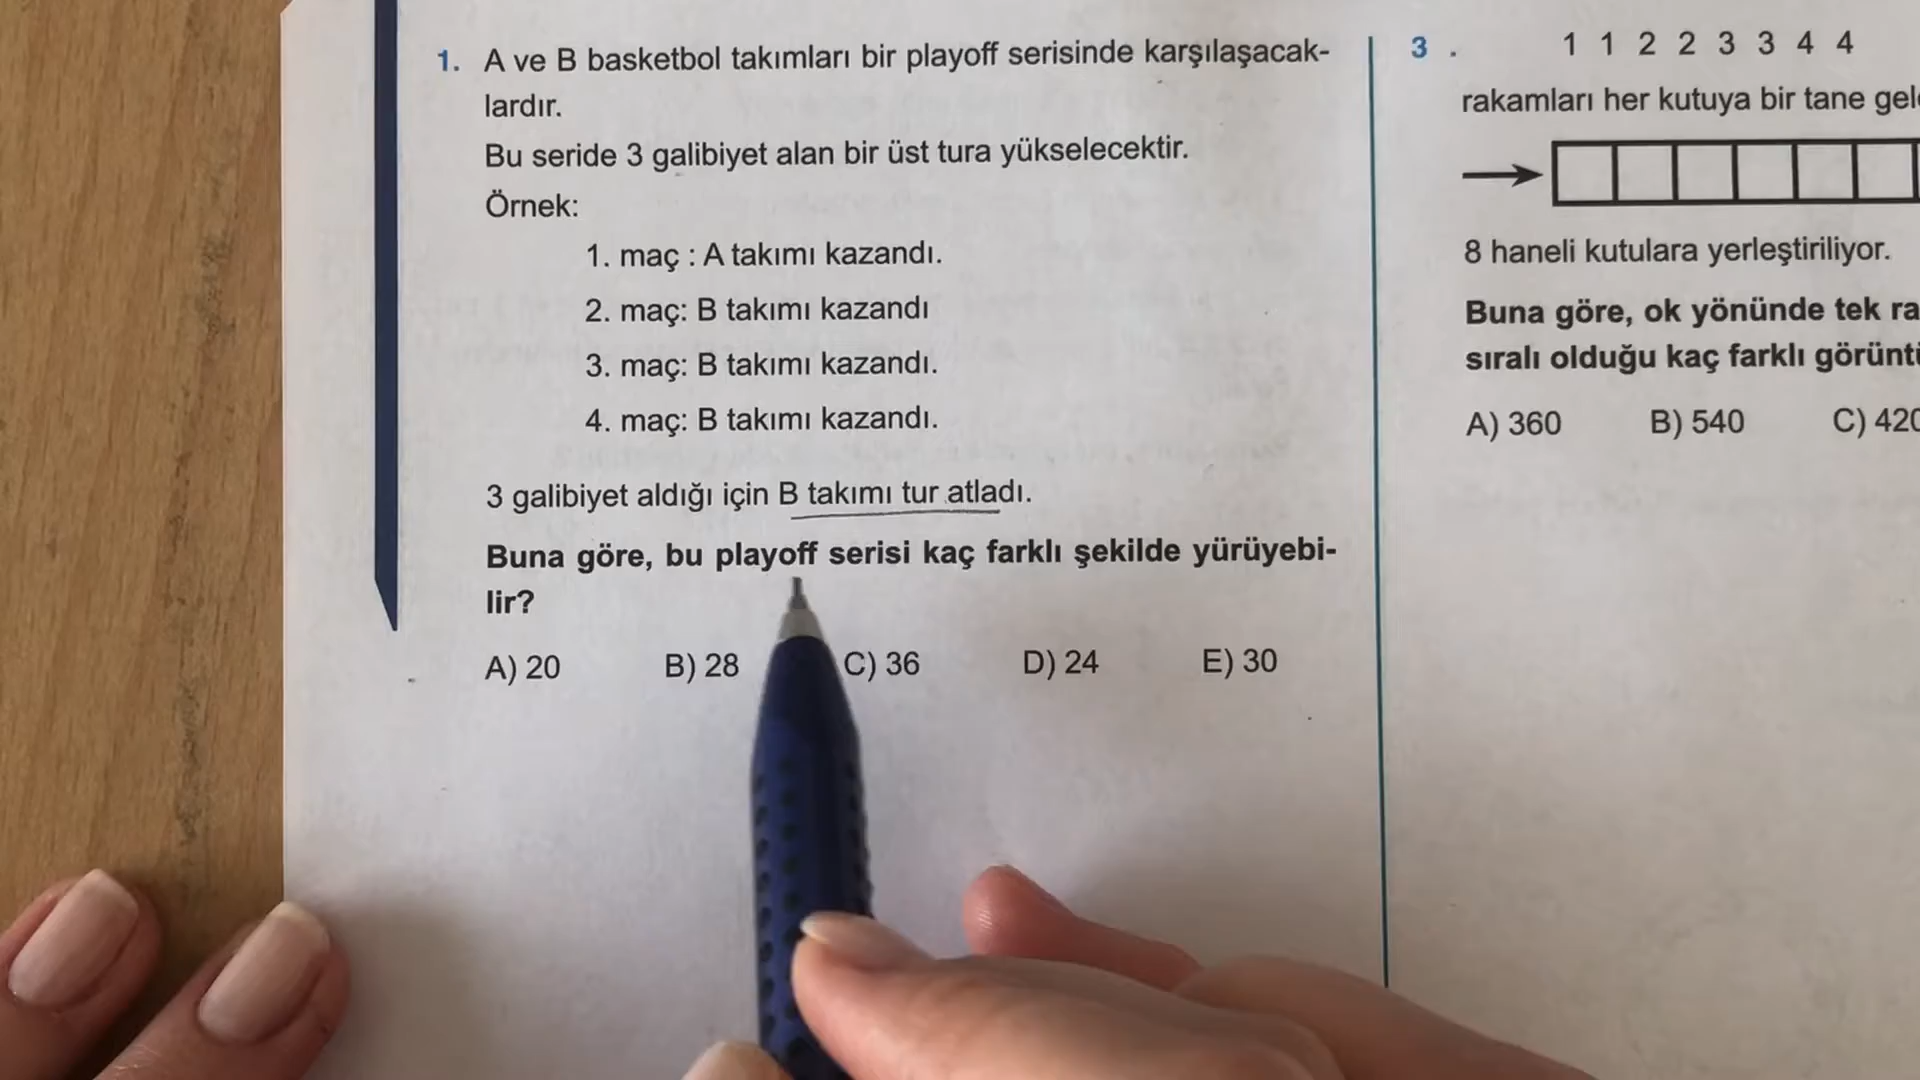 1. A ve B basketbol takımları bir playoff serisinde karşılaşacak-
lardır.
Bu seride 3 galibiyet alan bir üst tura yükselecektir.
Örnek:
1. maç : A takımı kazandı.
2. maç: B takımı kazandı
3. maç: B takımı kazandı.
4. maç: B takımı kazandı.
3 galibiyet aldığı için B takımı tur atladı.
Buna göre, bu playoff serisi kaç farklı şekilde yürüyebi-
lir?
A) 20 B) 28 C) 36 D) 24 E) 30
3 . 1 1 2 2 3 3 4 4
rakamları her kutuya bir tane
8 haneli kutulara yerleştiriliyor.
Buna göre, ok yönünde tek
sıralı olduğu kaç farklı
A) 360 B) 540 C) 420